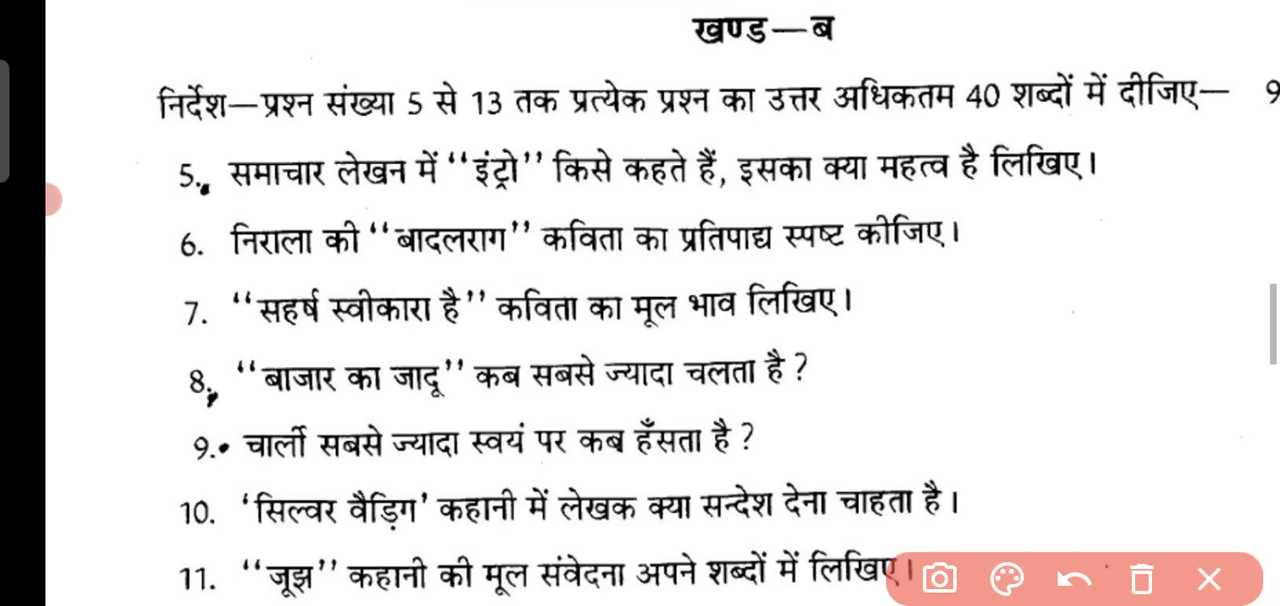 खण्ड—ब
निर्देश—प्रश्न संख्या 5 से 13 तक प्रत्येक प्रश्न का उत्तर अधिकतम 40 शब्दों में दीजिए— 9
5. समाचार लेखन में ‘‘इंट्रो’’ किसे कहते हैं, इसका क्या महत्व है लिखिए।
6. निराला की ‘‘बादलराग’’ कविता का प्रतिपाद्य स्पष्ट कीजिए।
7. ‘‘सहर्ष स्वीकारा है’’ कविता का मूल भाव लिखिए।
8. ‘‘बाजार का जादू’’ कब सबसे ज्यादा चलता है ?
9. चार्ली सबसे ज्यादा स्वयं पर कब हँसता है ?
10. ‘सिल्वर वैड़िग’ कहानी में लेखक क्या सन्देश देना चाहता है।
11. ‘‘जूझ’’ कहानी की मूल संवेदना अपने शब्दों में लिखिए।